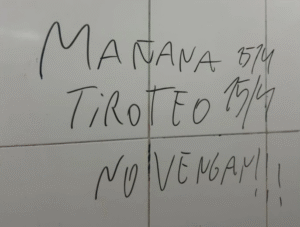 MAÑANA 15/4
TIROTEO 15/4
NO VENGAN!!!